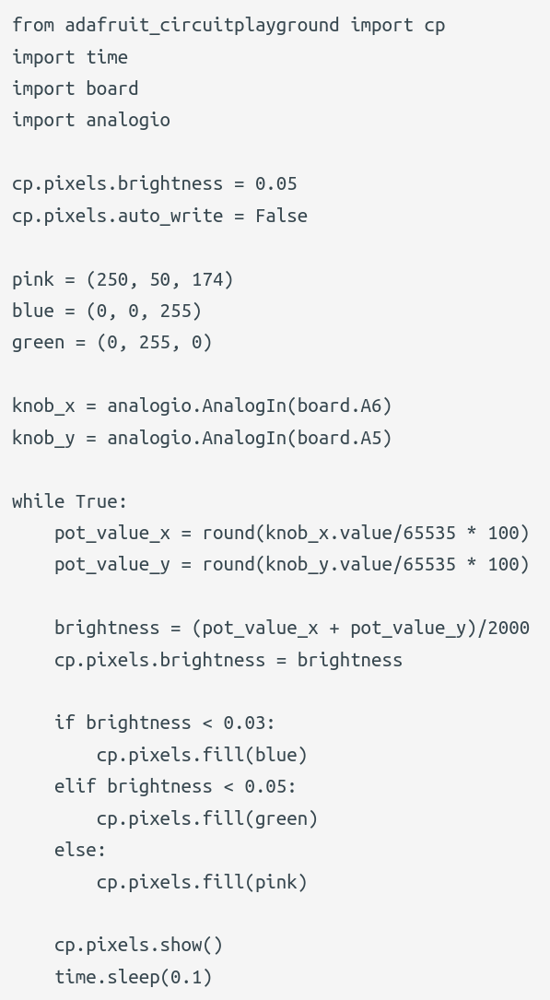 from adafruit_circuitplayground import cp
import time
import board
import analogio

cp.pixels.brightness = 0.05
cp.pixels.auto_write = False

pink = (250, 50, 174)
blue = (0, 0, 255)
green = (0, 255, 0)

knob_x = analogio.AnalogIn(board.A6)
knob_y = analogio.AnalogIn(board.A5)

while True:
    pot_value_x = round(knob_x.value/65535 * 100)
    pot_value_y = round(knob_y.value/65535 * 100)

    brightness = (pot_value_x + pot_value_y)/2000
    cp.pixels.brightness = brightness

    if brightness < 0.03:
        cp.pixels.fill(blue)
    elif brightness < 0.05:
        cp.pixels.fill(green)
    else:
        cp.pixels.fill(pink)

    cp.pixels.show()
    time.sleep(0.1)